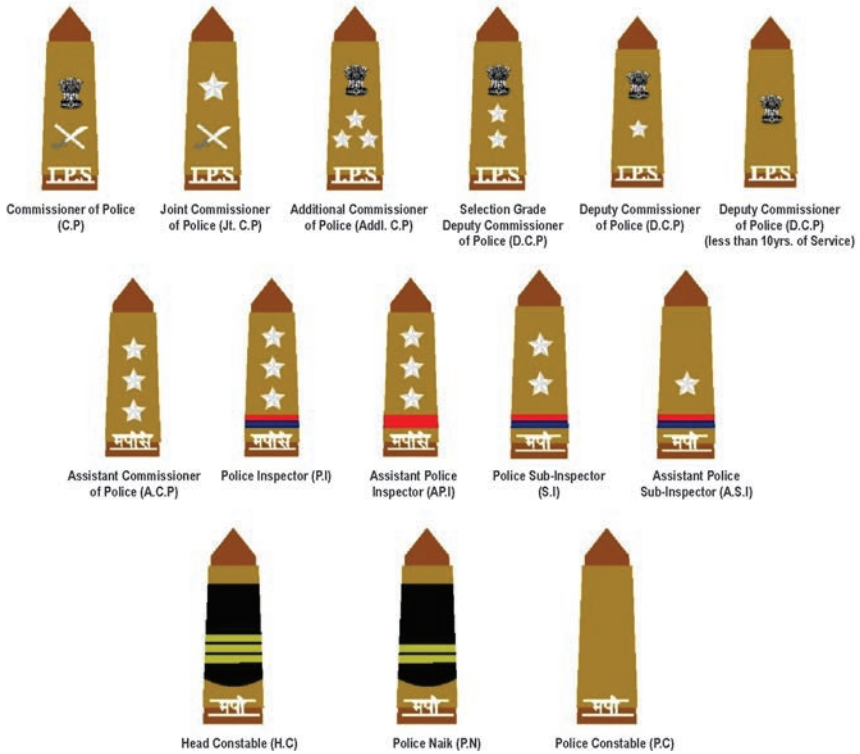 I.P.S
I.P.S
I.P.S
I.P.S
I.P.S
I.P.S
Commissioner of Police
(C.P)
Joint Commissioner
of Police (Jt. C.P)
Additional Commissioner
of Police (Addl. C.P)
Selection Grade
Deputy Commissioner
of Police (D.C.P)
Deputy Commissioner
of Police (D.C.P)
Deputy Commissioner
of Police (D.C.P)
(less than 10yrs. of Service)
मपोसे
मपोसे
मपोसे
मपो
मपो
Assistant Commissioner
of Police (A.C.P)
Police Inspector (P.I)
Assistant Police
Inspector (AP.I)
Police Sub-Inspector
(S.I)
Assistant Police
Sub-Inspector (A.S.I)
मपो
मपो
मपो
Head Constable (H.C)
Police Naik (P.N)
Police Constable (P.C)